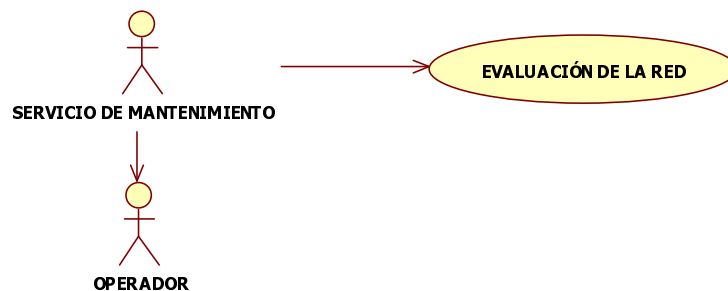 EVALUACIÓN DE LA RED
SERVICIO DE MANTENIMIENTO
OPERADOR